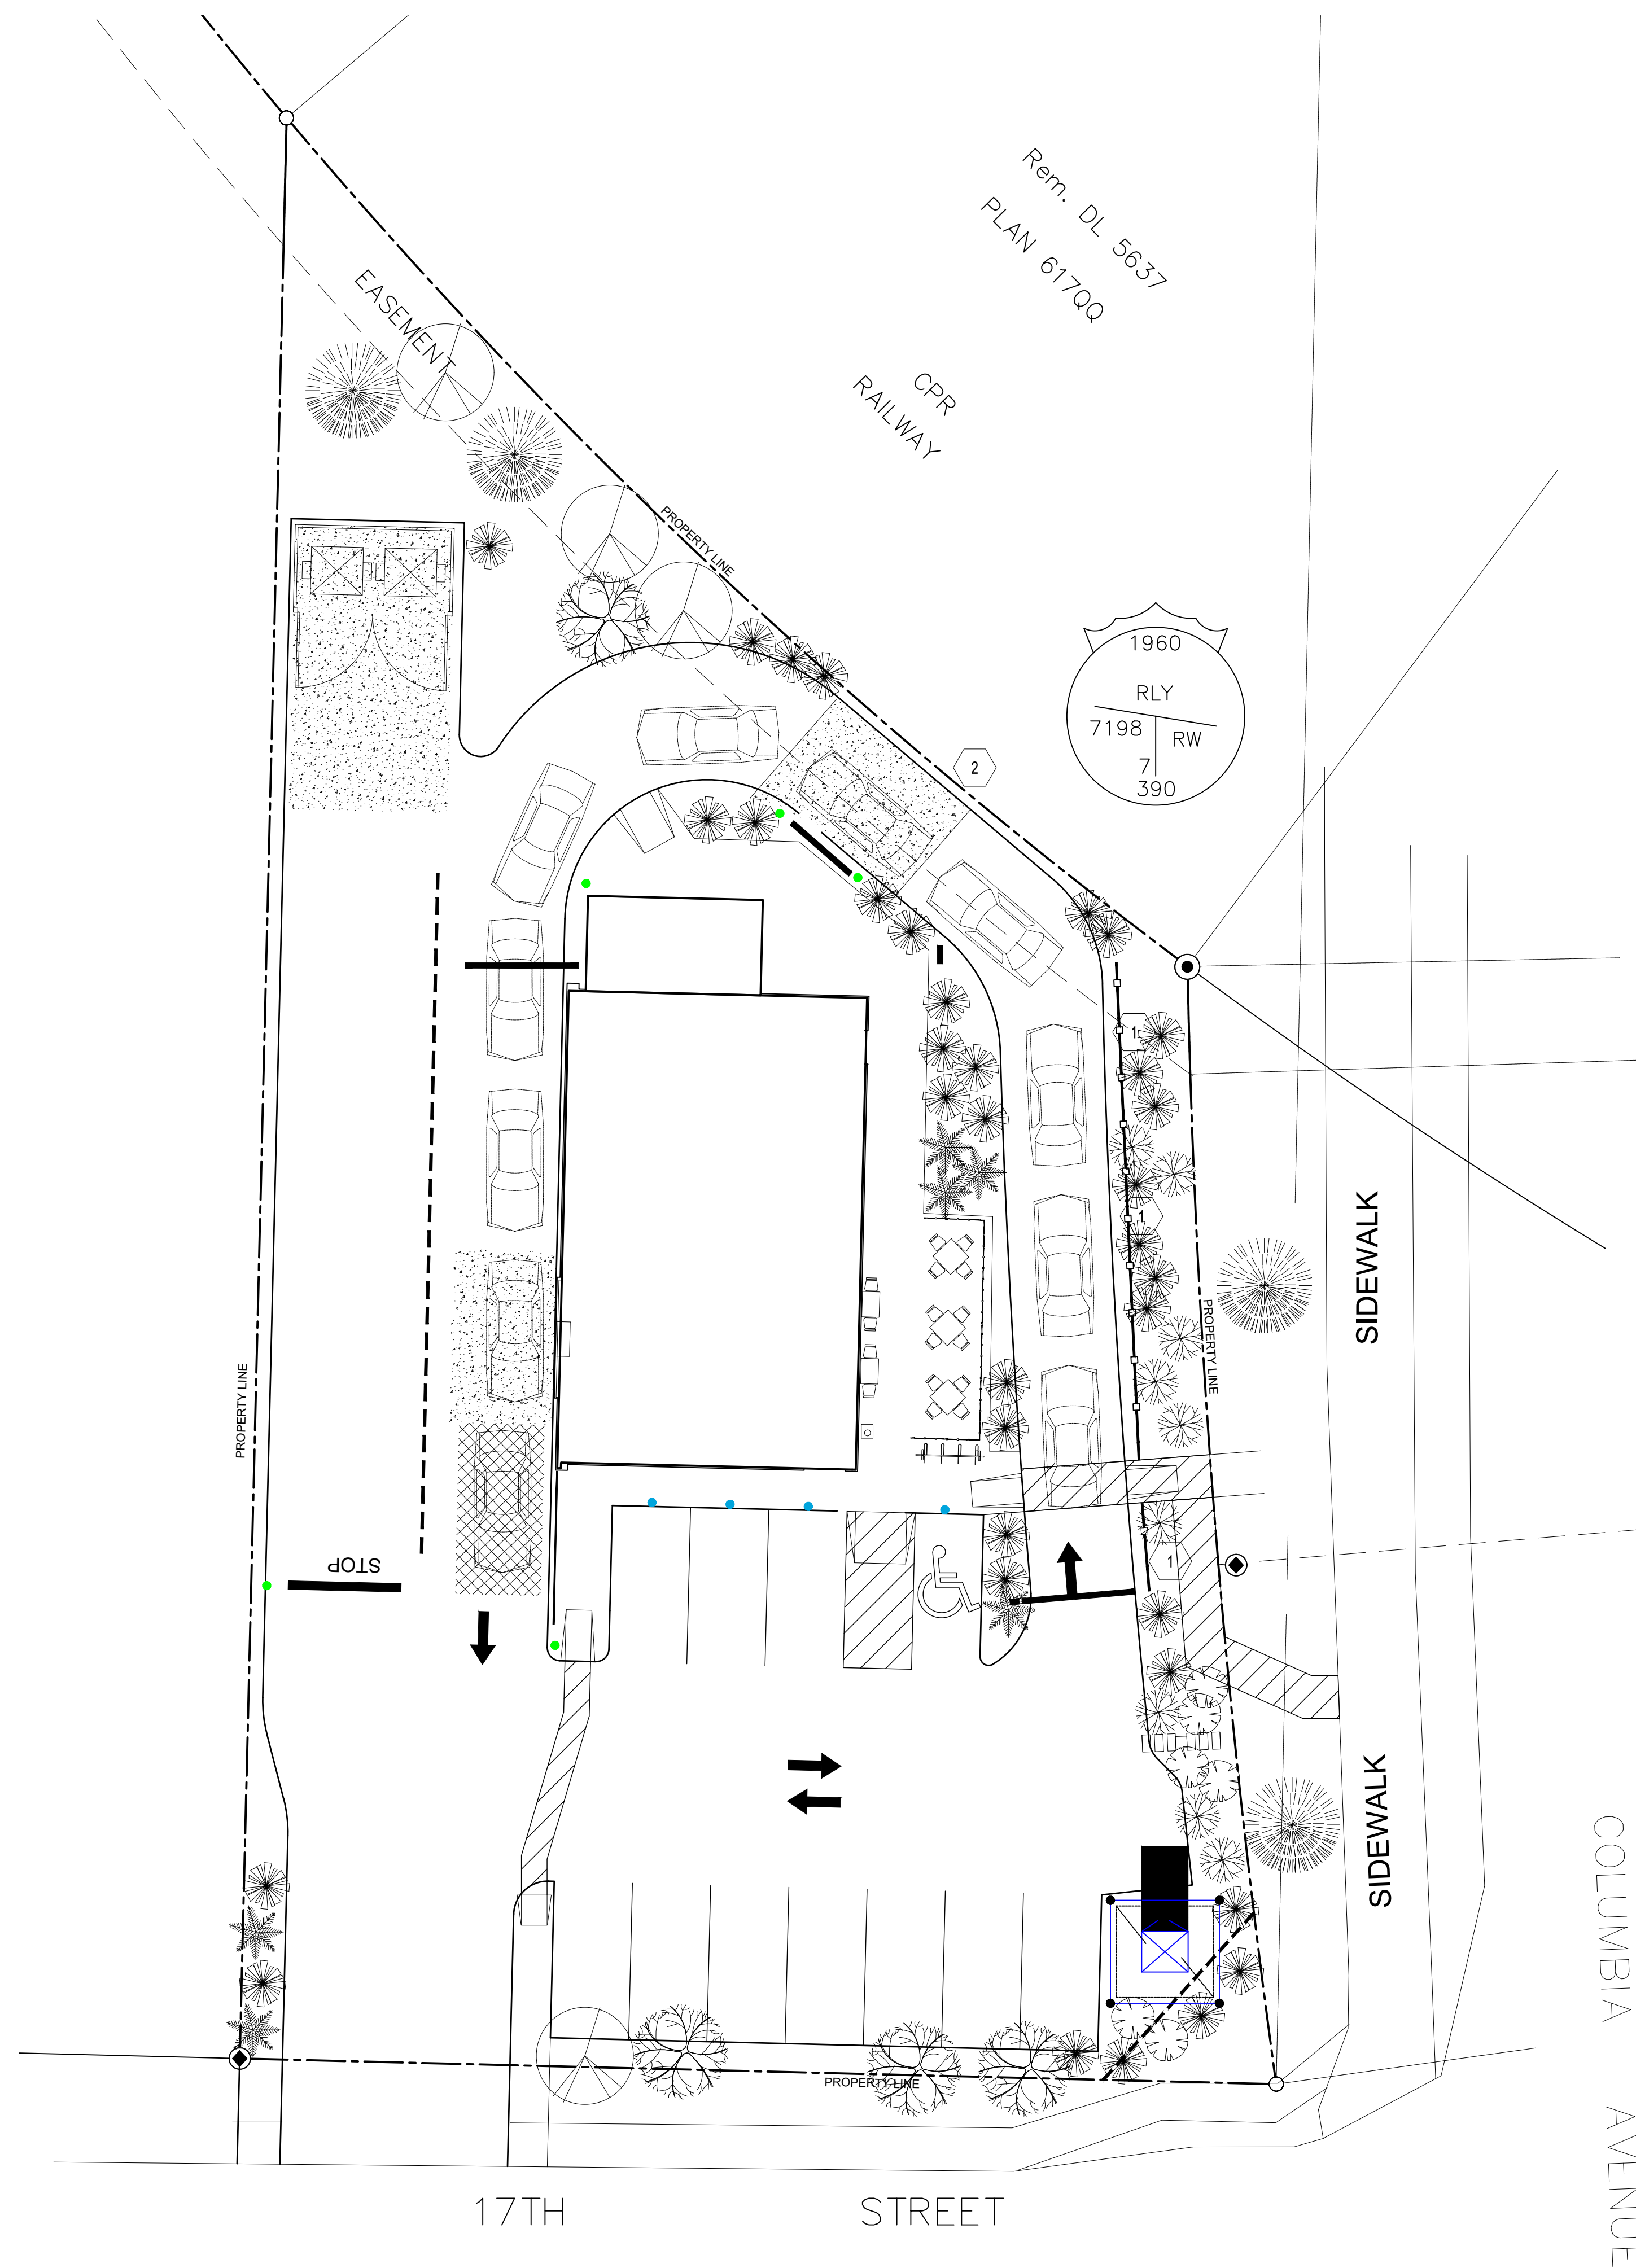 Rem. DL 5637
PLAN 617QQ
EASEMENT
CPR
RAILWAY
PROPERTY LINE
1960
RLY
7198
RW
7
390
2
1
1
SIDEWALK
PROPERTY LINE
PROPERTY LINE
STOP
1
SIDEWALK
COLUMBIA AVENUE
PROPERTY LINE
17TH STREET